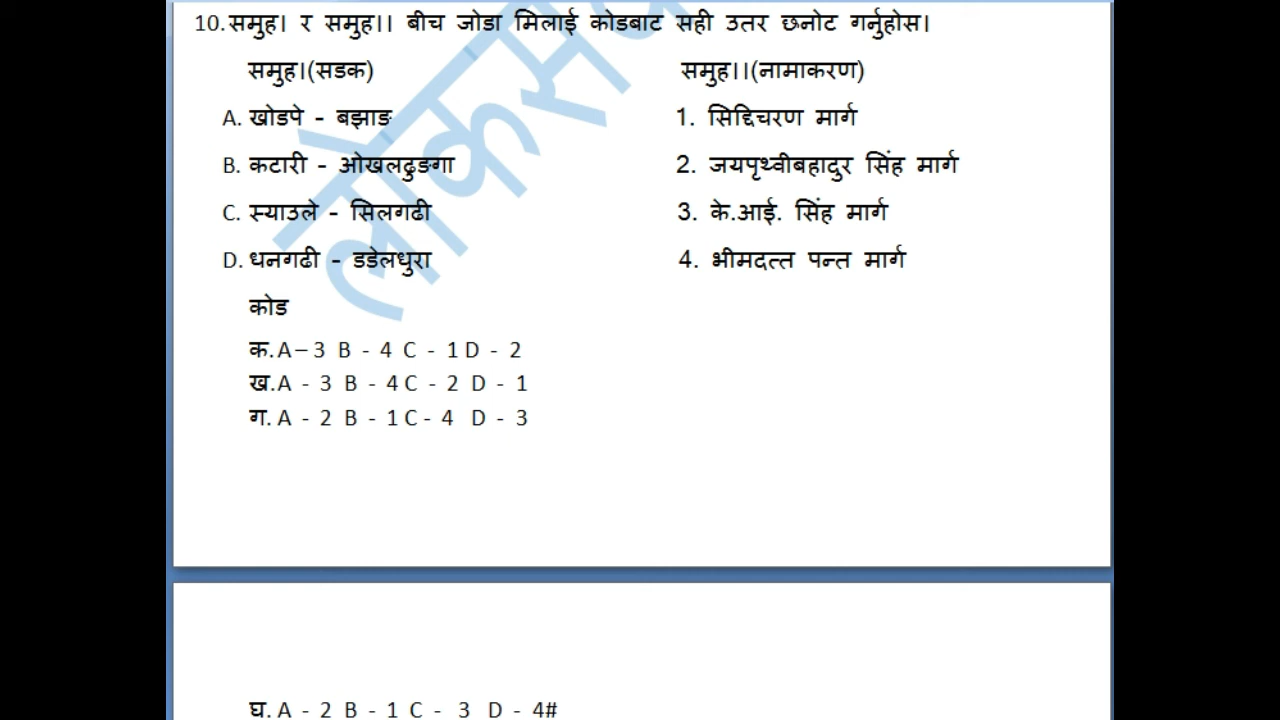 10.समुह। र समुह।। बीच जोडा मिलाई कोडबाट सही उतर छनोट गर्नुहोस।
समुह।(सडक) समुह।।(नामाकरण)
A. खोडपे - बझाङ 1. सिद्दिचरण मार्ग
B. कटारी - ओखलढुङगा 2. जयपृथ्वीबहादुर सिंह मार्ग
C. स्याउले - सिलगढी 3. के.आई. सिंह मार्ग
D. धनगढी - डडेलधुरा 4. भीमदत्त पन्त मार्ग
कोड
क.A – 3 B - 4 C - 1 D - 2
ख.A - 3 B - 4 C - 2 D - 1
ग. A - 2 B - 1 C - 4 D - 3
घ. A - 2 B - 1 C - 3 D - 4#